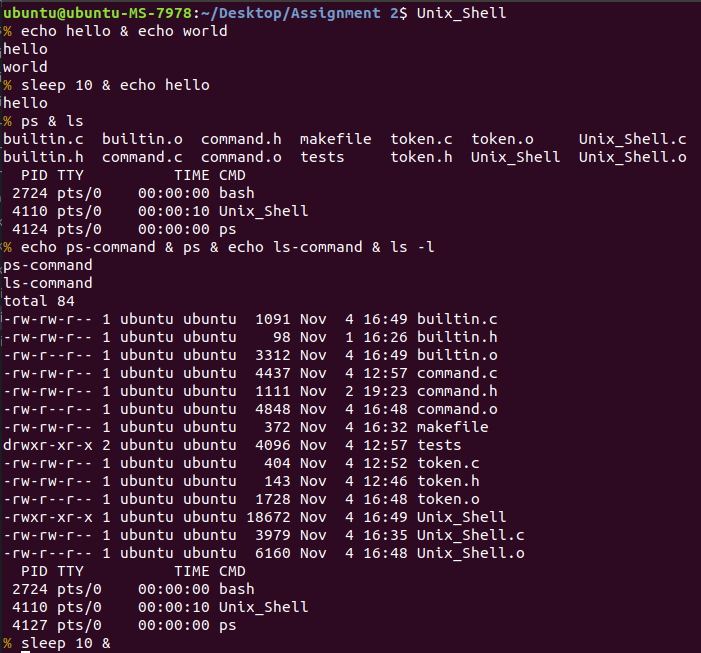 ubuntu@ubuntu-MS-7978:~/Desktop/Assignment 2$ Unix_Shell
% echo hello & echo world
hello
world
% sleep 10 & echo hello
hello
% ps & ls
builtin.c  builtin.o  command.h  makefile  token.c  token.o     Unix_Shell.c
builtin.h  command.c  command.o  tests     token.h  Unix_Shell  Unix_Shell.o
  PID TTY          TIME CMD
 2724 pts/0    00:00:00 bash
 4110 pts/0    00:00:10 Unix_Shell
 4124 pts/0    00:00:00 ps
% echo ps-command & ps & echo ls-command & ls -l
ps-command
ls-command
total 84
-rw-rw-r-- 1 ubuntu ubuntu  1091 Nov  4 16:49 builtin.c
-rw-rw-r-- 1 ubuntu ubuntu    98 Nov  1 16:26 builtin.h
-rw-r--r-- 1 ubuntu ubuntu  3312 Nov  4 16:49 builtin.o
-rw-rw-r-- 1 ubuntu ubuntu  4437 Nov  4 12:57 command.c
-rw-rw-r-- 1 ubuntu ubuntu  1111 Nov  2 19:23 command.h
-rw-r--r-- 1 ubuntu ubuntu  4848 Nov  4 16:48 command.o
-rw-rw-r-- 1 ubuntu ubuntu   372 Nov  4 16:32 makefile
drwxr-xr-x 2 ubuntu ubuntu  4096 Nov  4 12:57 tests
-rw-rw-r-- 1 ubuntu ubuntu   404 Nov  4 12:52 token.c
-rw-rw-r-- 1 ubuntu ubuntu   143 Nov  4 12:46 token.h
-rw-r--r-- 1 ubuntu ubuntu  1728 Nov  4 16:48 token.o
-rwxr-xr-x 1 ubuntu ubuntu 18672 Nov  4 16:49 Unix_Shell
-rw-rw-r-- 1 ubuntu ubuntu  3979 Nov  4 16:35 Unix_Shell.c
-rw-r--r-- 1 ubuntu ubuntu  6160 Nov  4 16:48 Unix_Shell.o
  PID TTY          TIME CMD
 2724 pts/0    00:00:00 bash
 4110 pts/0    00:00:10 Unix_Shell
 4127 pts/0    00:00:00 ps
% sleep 10 &